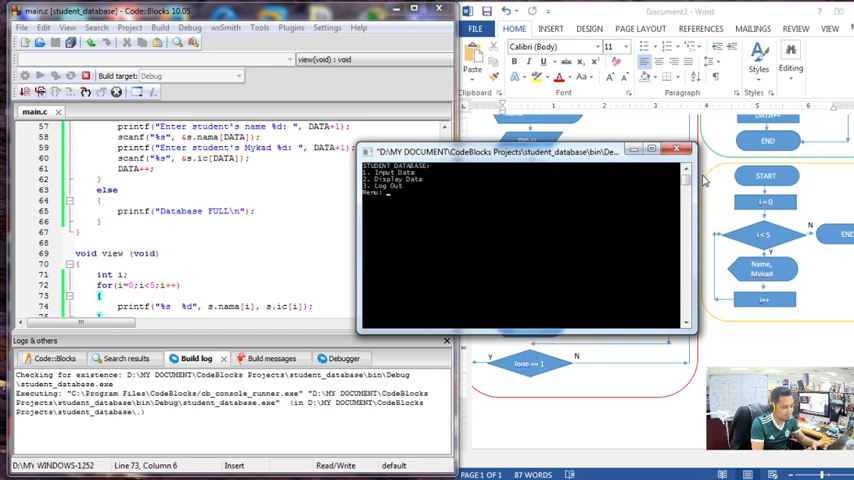 main.c [student_database] - Code::Blocks 10.05
File Edit View Search Project Build Debug wxSmith Tools Plugins Settings Help
view(void) : void
Build target: Debug
main.c
57 printf("Enter student's name %d: ", DATA+1);
58 scanf("%s", &s.nama[DATA]);
59 printf("Enter student's Mykad %d: ", DATA+1);
60 scanf("%s", &s.ic[DATA]);
61 DATA++;
62 }
63 else
64 {
65 printf("Database FULL\n");
66 }
67 }
68
69 void view (void)
70 {
71 int i;
72 for(i=0;i<5;i++)
73 {
74 printf("%s %d", s.nama[i], s.ic[i]);
Logs & others
Code::Blocks Search results Build log Build messages Debugger
Checking for existence: D:\MY DOCUMENT\CodeBlocks Projects\student_database\bin\Debug
\student_database.exe
Executing: "C:\Program Files\CodeBlocks/cb_console_runner.exe" "D:\MY DOCUMENT\CodeBlocks
Projects\student_database\bin\Debug\student_database.exe" (in D:\MY DOCUMENT\CodeBlocks
Projects\student_database\.)
D:\MY WINDOWS-1252 Line 73, Column 6 Insert Read/Write default
"D:\MY DOCUMENT\CodeBlocks Projects\student_database\bin\De...
STUDENT DATABASE:
1. Input Data
2. Display Data
3. Log Out
Menu: _
Document3 - Word
FILE HOME INSERT DESIGN PAGE LAYOUT REFERENCES MAILINGS REVIEW VIEW
Paste
Calibri (Body) 11
B I U
Styles
Editing
Clipboard Font Paragraph Styles
DATA++
END
START
i = 0
i < 5
N
END
Y
Name,
Mykad
i++
Y
loop == 1
N
PAGE 1 OF 1 87 WORDS